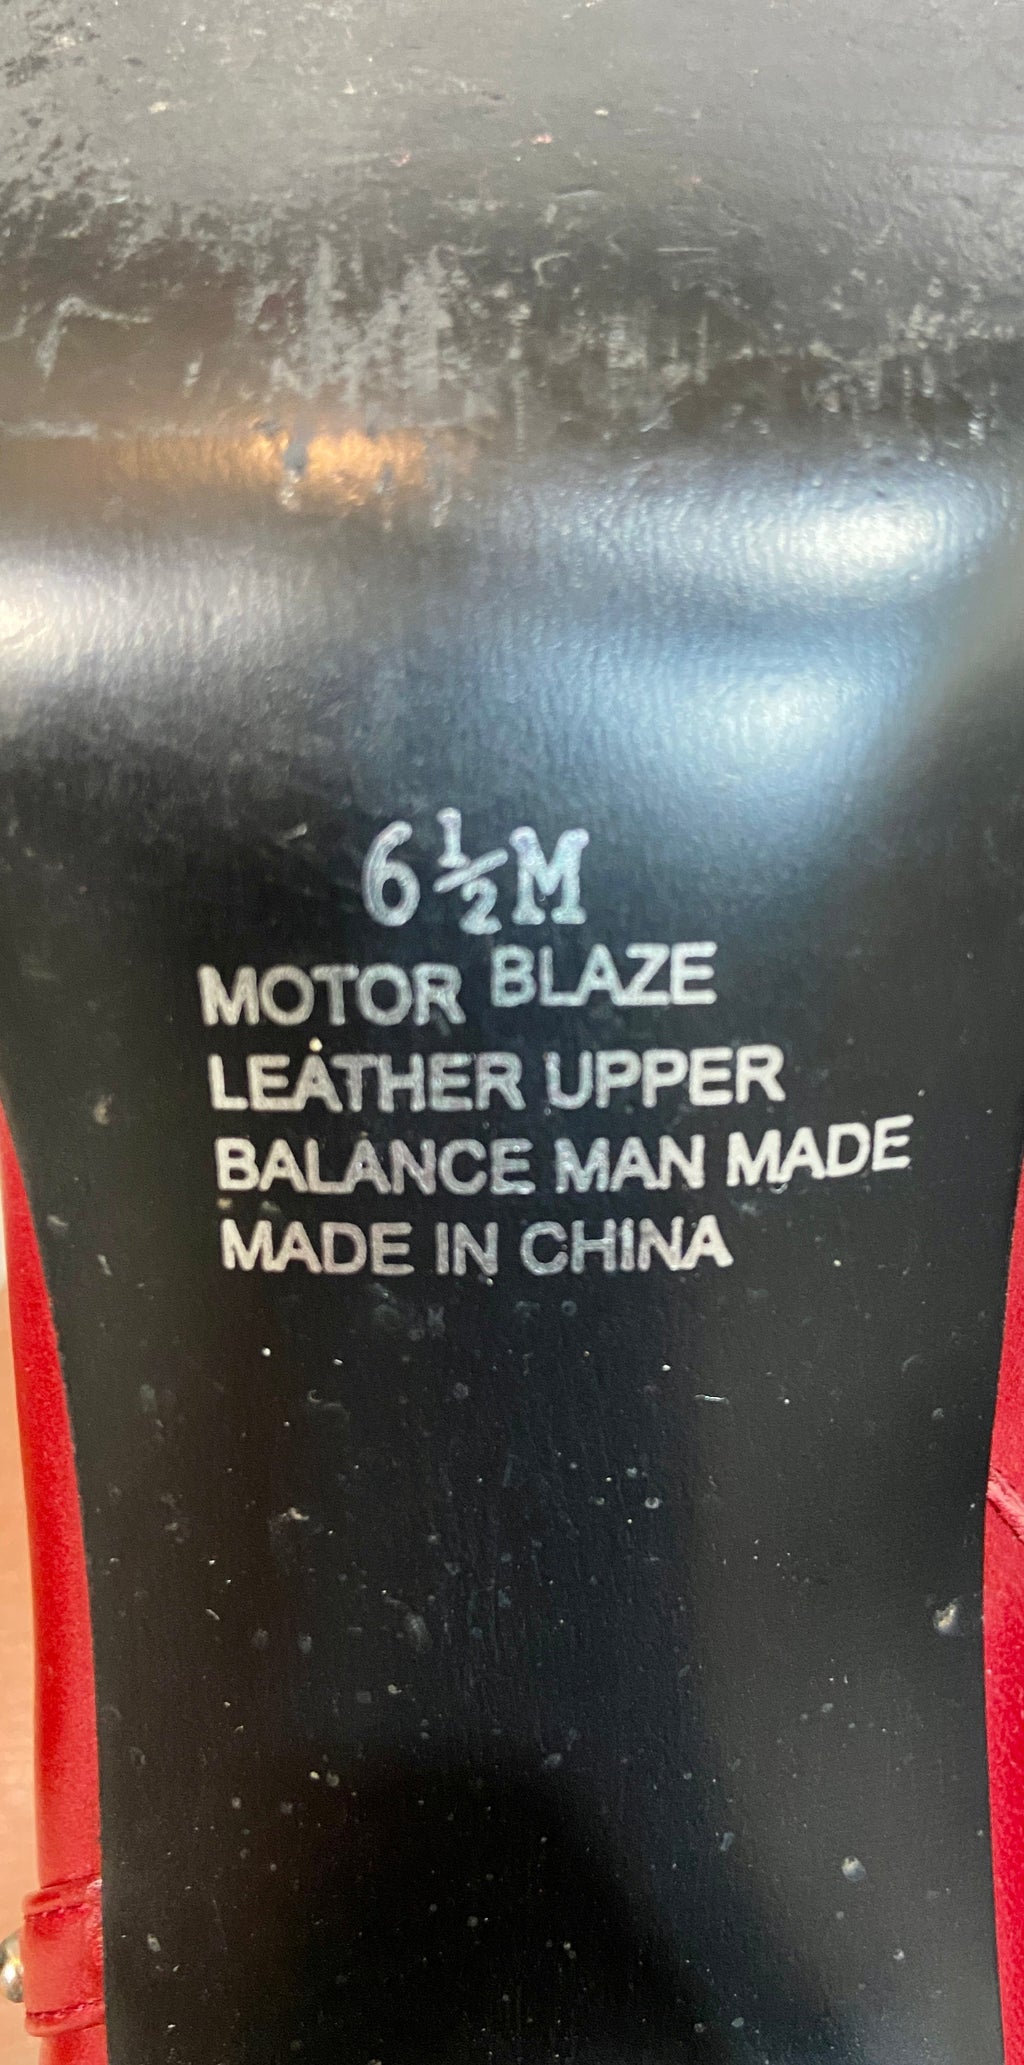 6½M
MOTOR BLAZE
LEATHER UPPER
BALANCE MAN MADE
MADE IN CHINA